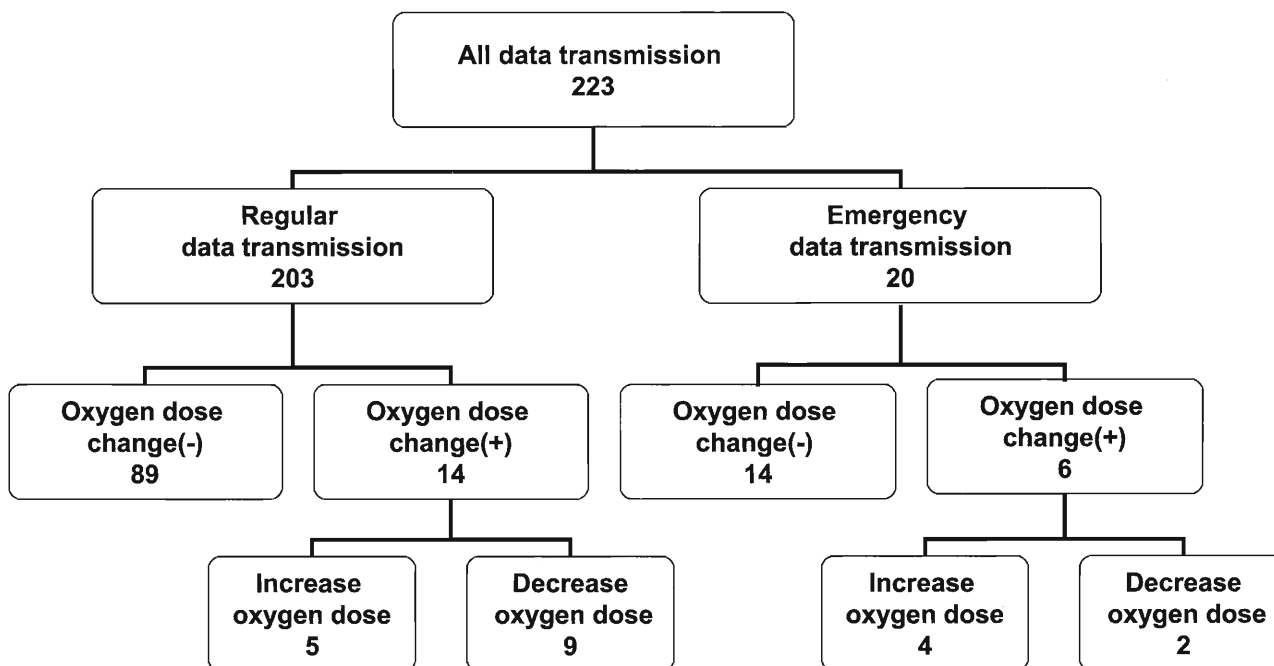 All data transmission
223
Regular
data transmission
203
Emergency
data transmission
20
Oxygen dose
change(-)
89
Oxygen dose
change(+)
14
Oxygen dose
change(-)
14
Oxygen dose
change(+)
6
Increase
oxygen dose
5
Decrease
oxygen dose
9
Increase
oxygen dose
4
Decrease
oxygen dose
2